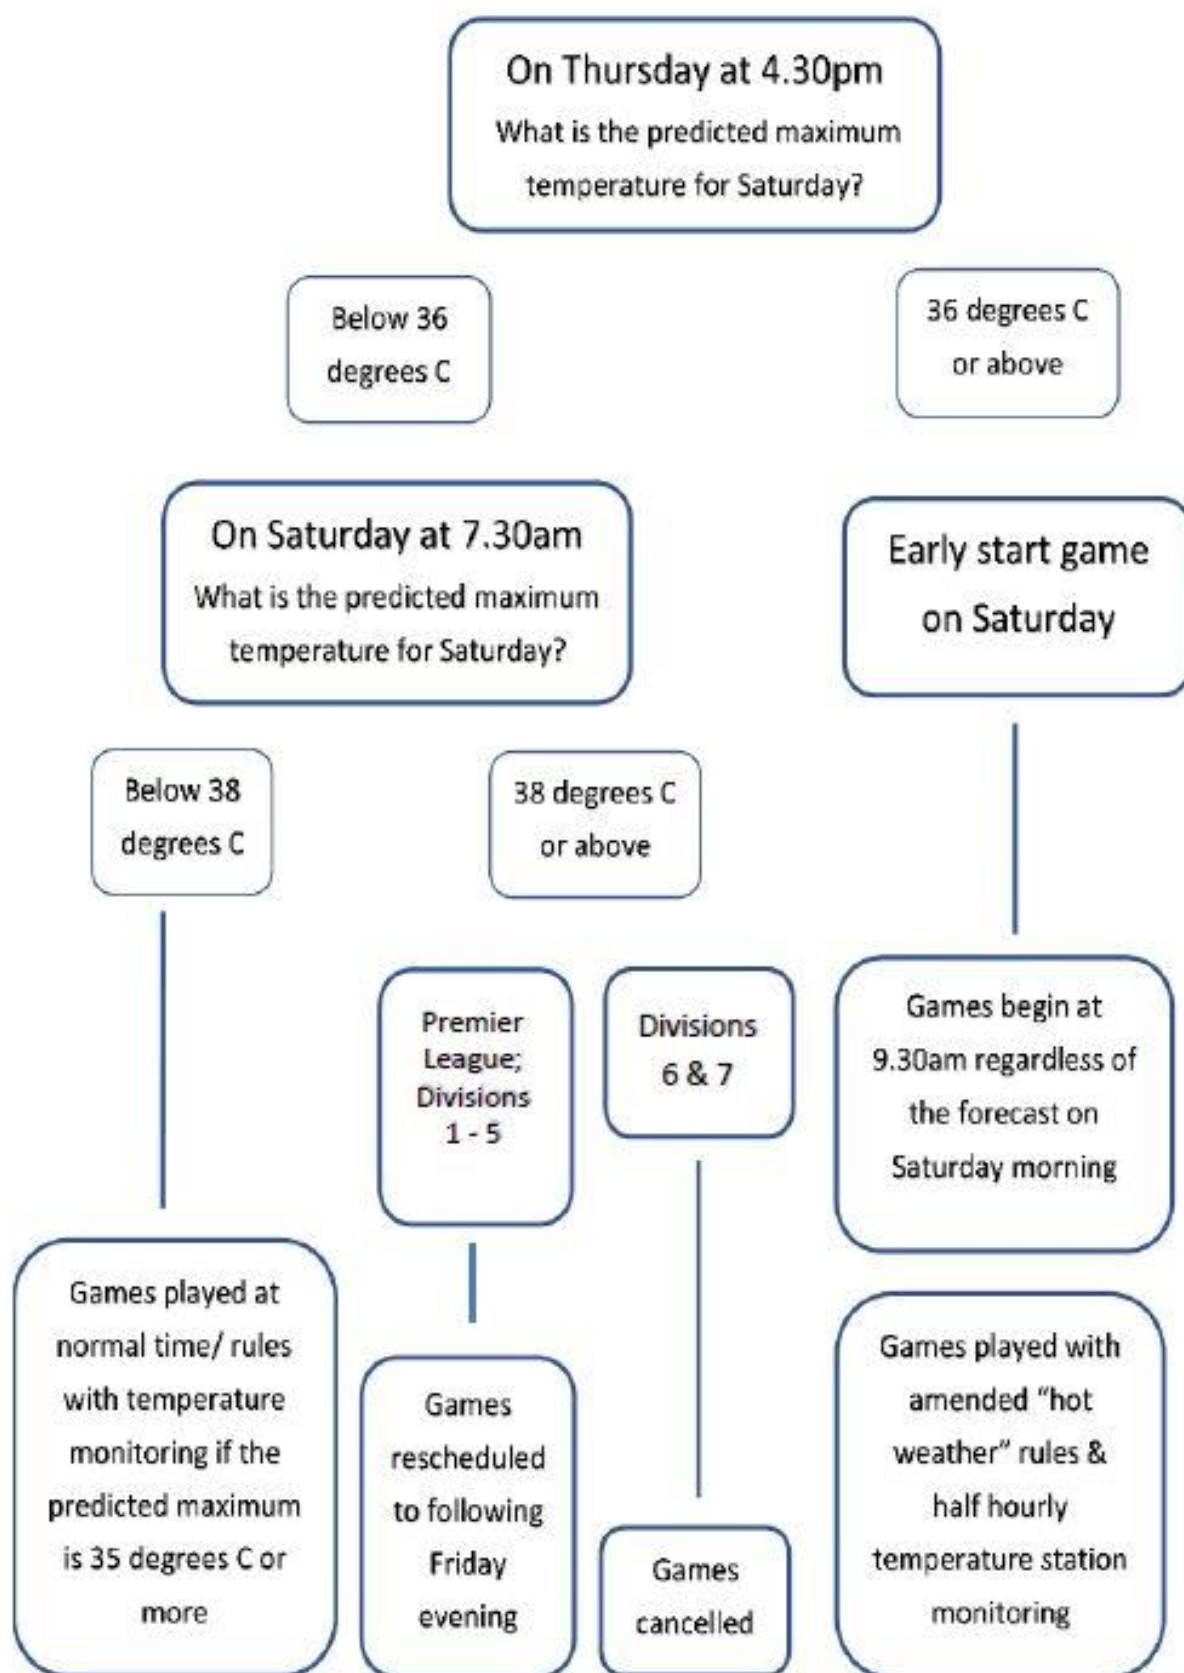 On Thursday at 4.30pm
What is the predicted maximum
temperature for Saturday?
Below 36
degrees C
36 degrees C
or above
On Saturday at 7.30am
What is the predicted maximum
temperature for Saturday?
Early start game
on Saturday
Below 38
degrees C
38 degrees C
or above
Premier
League;
Divisions
1 - 5
Divisions
6 & 7
Games begin at
9.30am regardless of
the forecast on
Saturday morning
Games played at
normal time/ rules
with temperature
monitoring if the
predicted maximum
is 35 degrees C or
more
Games
rescheduled
to following
Friday
evening
Games
cancelled
Games played with
amended “hot
weather” rules &
half hourly
temperature station
monitoring